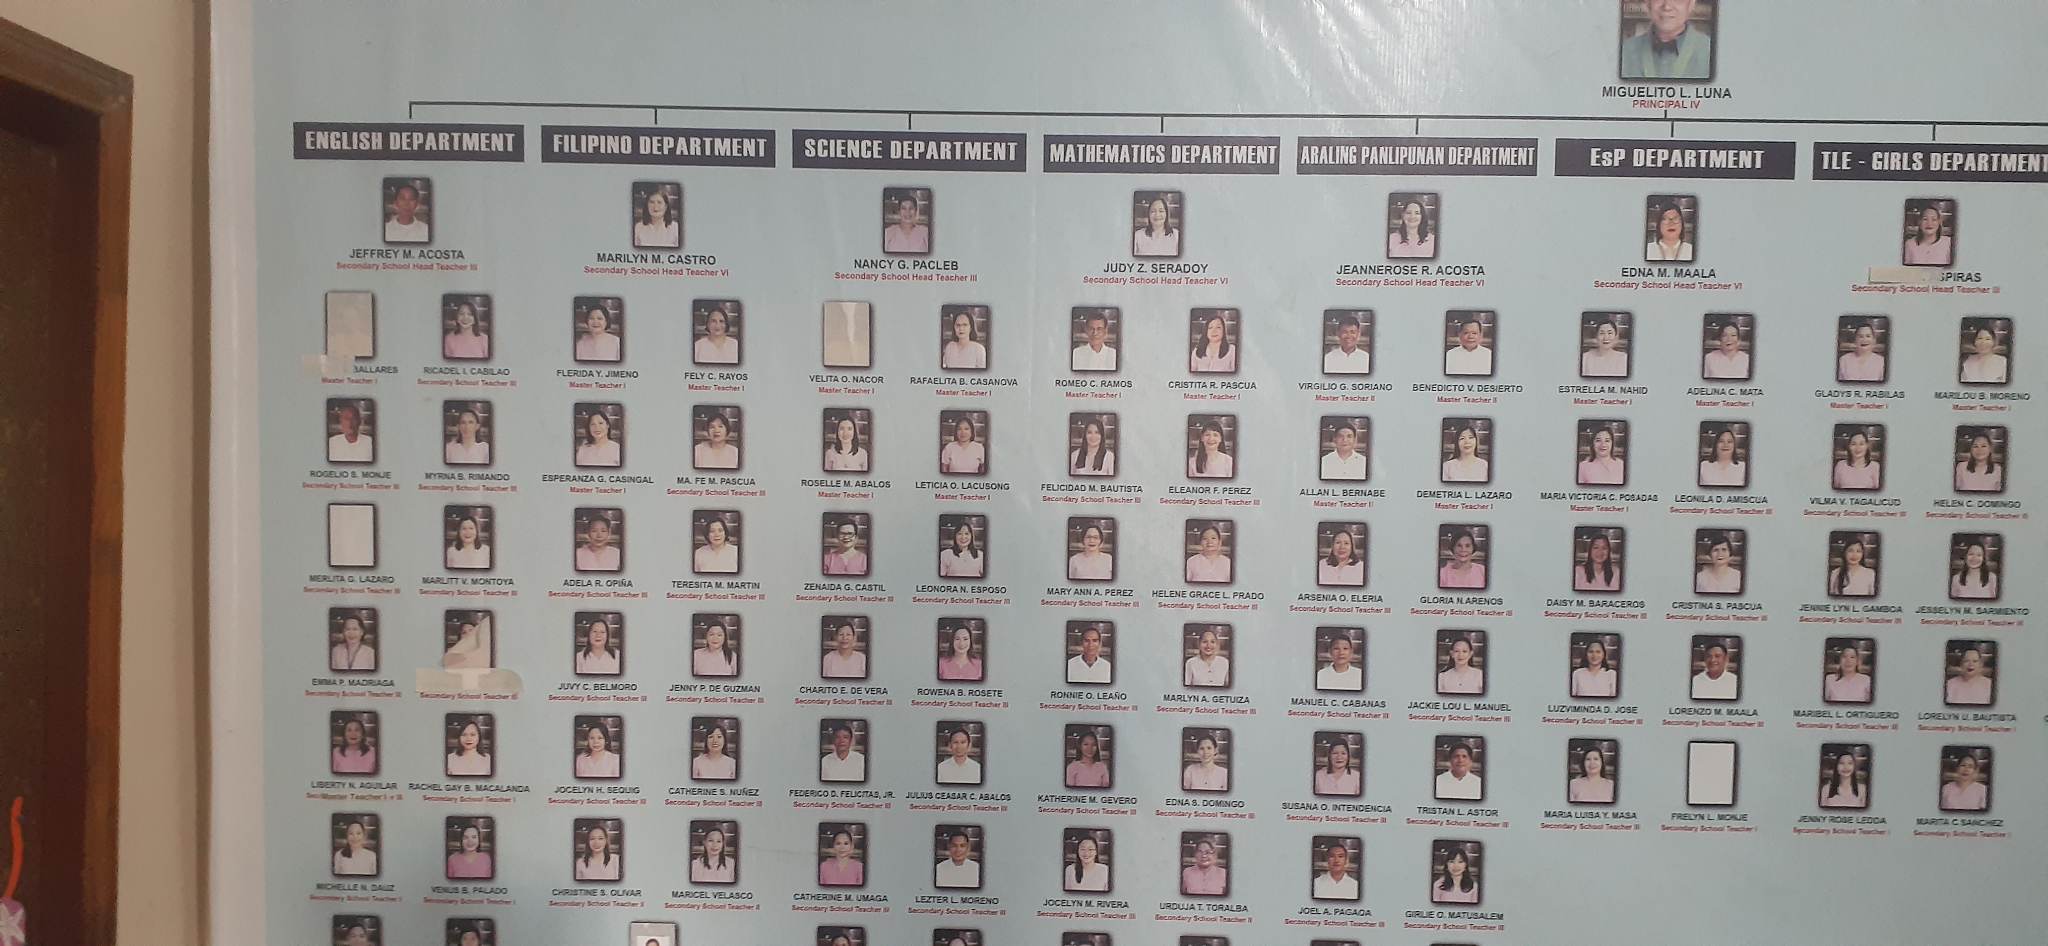 MIGUELITO L. LUNA
PRINCIPAL IV
ENGLISH DEPARTMENT
FILIPINO DEPARTMENT
SCIENCE DEPARTMENT
MATHEMATICS DEPARTMENT
ARALING PANLIPUNAN DEPARTMENT
EsP DEPARTMENT
TLE - GIRLS DEPARTMENT
JEFFREY M. ACOSTA
Secondary School Head Teacher III
MARILYN M. CASTRO
Secondary School Head Teacher VI
NANCY G. PACLEB
Secondary School Head Teacher III
JUDY Z. SERADOY
Secondary School Head Teacher VI
JEANNEROSE R. ACOSTA
Secondary School Head Teacher VI
EDNA M. MAALA
Secondary School Head Teacher VI
SPIRAS
Secondary School Head Teacher III
BALLARES
Master Teacher I
RICADEL I. CABILAO
Secondary School Teacher III
FLERIDA Y. JIMENO
Master Teacher I
FELY C. RAYOS
Master Teacher I
VELITA O. NACOR
Master Teacher I
RAFAELITA B. CASANOVA
Master Teacher I
ROMEO C. RAMOS
Master Teacher I
CRISTITA R. PASCUA
Master Teacher I
VIRGILIO G. SORIANO
Master Teacher II
BENEDICTO V. DESIERTO
Master Teacher II
ESTRELLA M. NAHID
Master Teacher I
ADELINA C. MATA
Master Teacher I
GLADYS R. RABILAS
Master Teacher I
MARILOU B. MORENO
Master Teacher I
ROGELIO S. MONJE
Secondary School Teacher III
MYRNA B. RIMANDO
Secondary School Teacher III
ESPERANZA G. CASINGAL
Master Teacher I
MA. FE M. PASCUA
Secondary School Teacher III
ROSELLE M. ABALOS
Master Teacher I
LETICIA O. LACUSONG
Master Teacher I
FELICIDAD M. BAUTISTA
Secondary School Teacher III
ELEANOR F. PEREZ
Secondary School Teacher III
ALLAN L. BERNABE
Master Teacher I
DEMETRIA L. LAZARO
Master Teacher I
MARIA VICTORIA C. POSADAS
Master Teacher I
LEONILA D. AMISCUA
Secondary School Teacher III
VILMA V. TAGALICUD
Secondary School Teacher III
HELEN C. DOMINGO
Secondary School Teacher III
MERLITA G. LAZARO
Secondary School Teacher III
MARLITT V. MONTOYA
Secondary School Teacher III
ADELA R. OPIÑA
Secondary School Teacher III
TERESITA M. MARTIN
Secondary School Teacher III
ZENAIDA G. CASTIL
Secondary School Teacher III
LEONORA N. ESPOSO
Secondary School Teacher III
MARY ANN A. PEREZ
Secondary School Teacher III
HELENE GRACE L. PRADO
Secondary School Teacher III
ARSENIA O. ELERIA
Secondary School Teacher III
GLORIA N.ARENOS
Secondary School Teacher III
DAISY M. BARACEROS
Secondary School Teacher III
CRISTINA S. PASCUA
Secondary School Teacher III
JENNIE LYN L. GAMBOA
Secondary School Teacher III
JESSELYN M. SARMIENTO
Secondary School Teacher III
EMMA P. MADRIAGA
Secondary School Teacher III
Secondary School Teacher III
JUVY C. BELMORO
Secondary School Teacher III
JENNY P. DE GUZMAN
Secondary School Teacher III
CHARITO E. DE VERA
Secondary School Teacher III
ROWENA B. ROSETE
Secondary School Teacher III
RONNIE O. LEAÑO
Secondary School Teacher III
MARLYN A. GETUIZA
Secondary School Teacher III
MANUEL C. CABANAS
Secondary School Teacher III
JACKIE LOU L. MANUEL
Secondary School Teacher III
LUZVIMINDA D. JOSE
Secondary School Teacher III
LORENZO M. MAALA
Secondary School Teacher III
MARIBEL L. ORTIGUERO
Secondary School Teacher III
LORELYN U. BAUTISTA
Secondary School Teacher I
LIBERTY N. AGUILAR
Master Teacher I
RACHEL GAY B. MACALANDA
Secondary School Teacher I
JOCELYN H. SEQUIG
Secondary School Teacher III
CATHERINE S. NUÑEZ
Secondary School Teacher III
FEDERICO D. FELICITAS, JR.
Secondary School Teacher III
JULIUS CEASAR C. ABALOS
Secondary School Teacher III
KATHERINE M. GEVERO
Secondary School Teacher III
EDNA S. DOMINGO
Secondary School Teacher III
SUSANA O. INTENDENCIA
Secondary School Teacher III
TRISTAN L. ASTOR
Secondary School Teacher III
MARIA LUISA Y. MASA
Secondary School Teacher III
FRELYN L. MONJE
Secondary School Teacher I
JENNY ROSE LEDDA
Secondary School Teacher I
MARITA C SANCHEZ
Secondary School Teacher I
MICHELLE N. DAUZ
Secondary School Teacher I
VENUS B. PALADO
Secondary School Teacher I
CHRISTINE S. OLIVAR
Secondary School Teacher II
MARICEL VELASCO
Secondary School Teacher II
CATHERINE M. UMAGA
Secondary School Teacher III
LEZTER L. MORENO
Secondary School Teacher III
JOCELYN M. RIVERA
Secondary School Teacher III
URDUJA T. TORALBA
Secondary School Teacher II
JOEL A. PAGADA
Secondary School Teacher III
GIRLIE O. MATUSALEM
Secondary School Teacher III